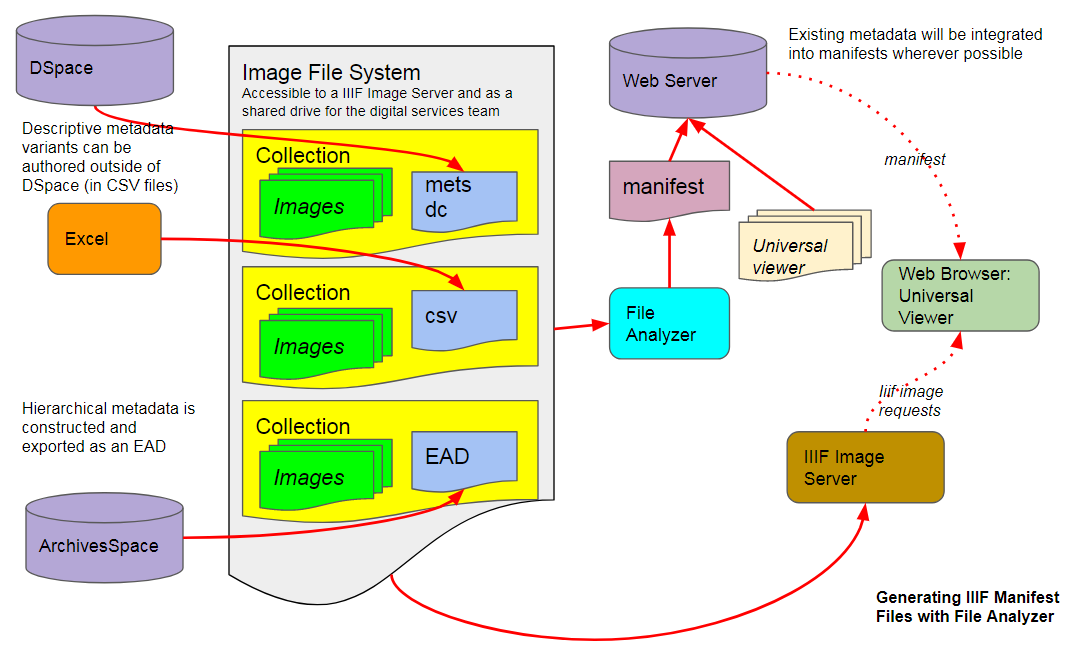 DSpace
Descriptive metadata
variants can be
authored outside of
DSpace (in CSV files)
Excel
Hierarchical metadata is
constructed and
exported as an EAD
ArchivesSpace
Image File System
Accessible to a IIIF Image Server and as a
shared drive for the digital services team
Collection
Images
mets
dc
Collection
Images
csv
Collection
Images
EAD
File
Analyzer
manifest
Universal
viewer
Web Server
Existing metadata will be integrated
into manifests wherever possible
manifest
Web Browser:
Universal
Viewer
Iiif image
requests
IIIF Image
Server
Generating IIIF Manifest
Files with File Analyzer